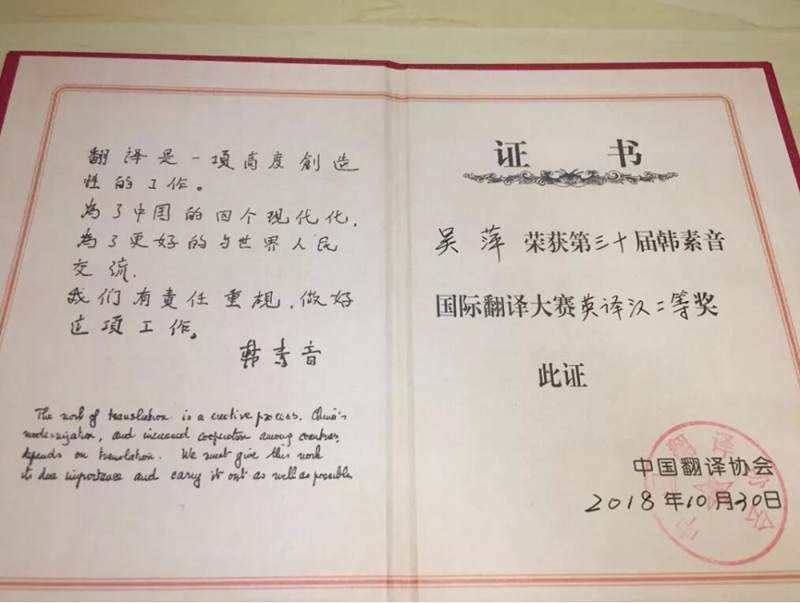 翻译是一項高度創造
性的工作。
为了中国的四个现代化,
为了更好的与世界人民
交流.
我们有責任重視,做好
这項工作。
韩素音
The work of translation is a creative process. China's
modernization, and increased cooperation among countries,
depends on translation. We must give this work
its due importance and carry it out as well as possible
证书
吴萍 荣获第三十届韩素音
国际翻译大赛英译汉二等奖
此证
中国翻译协会
2018年10月30日